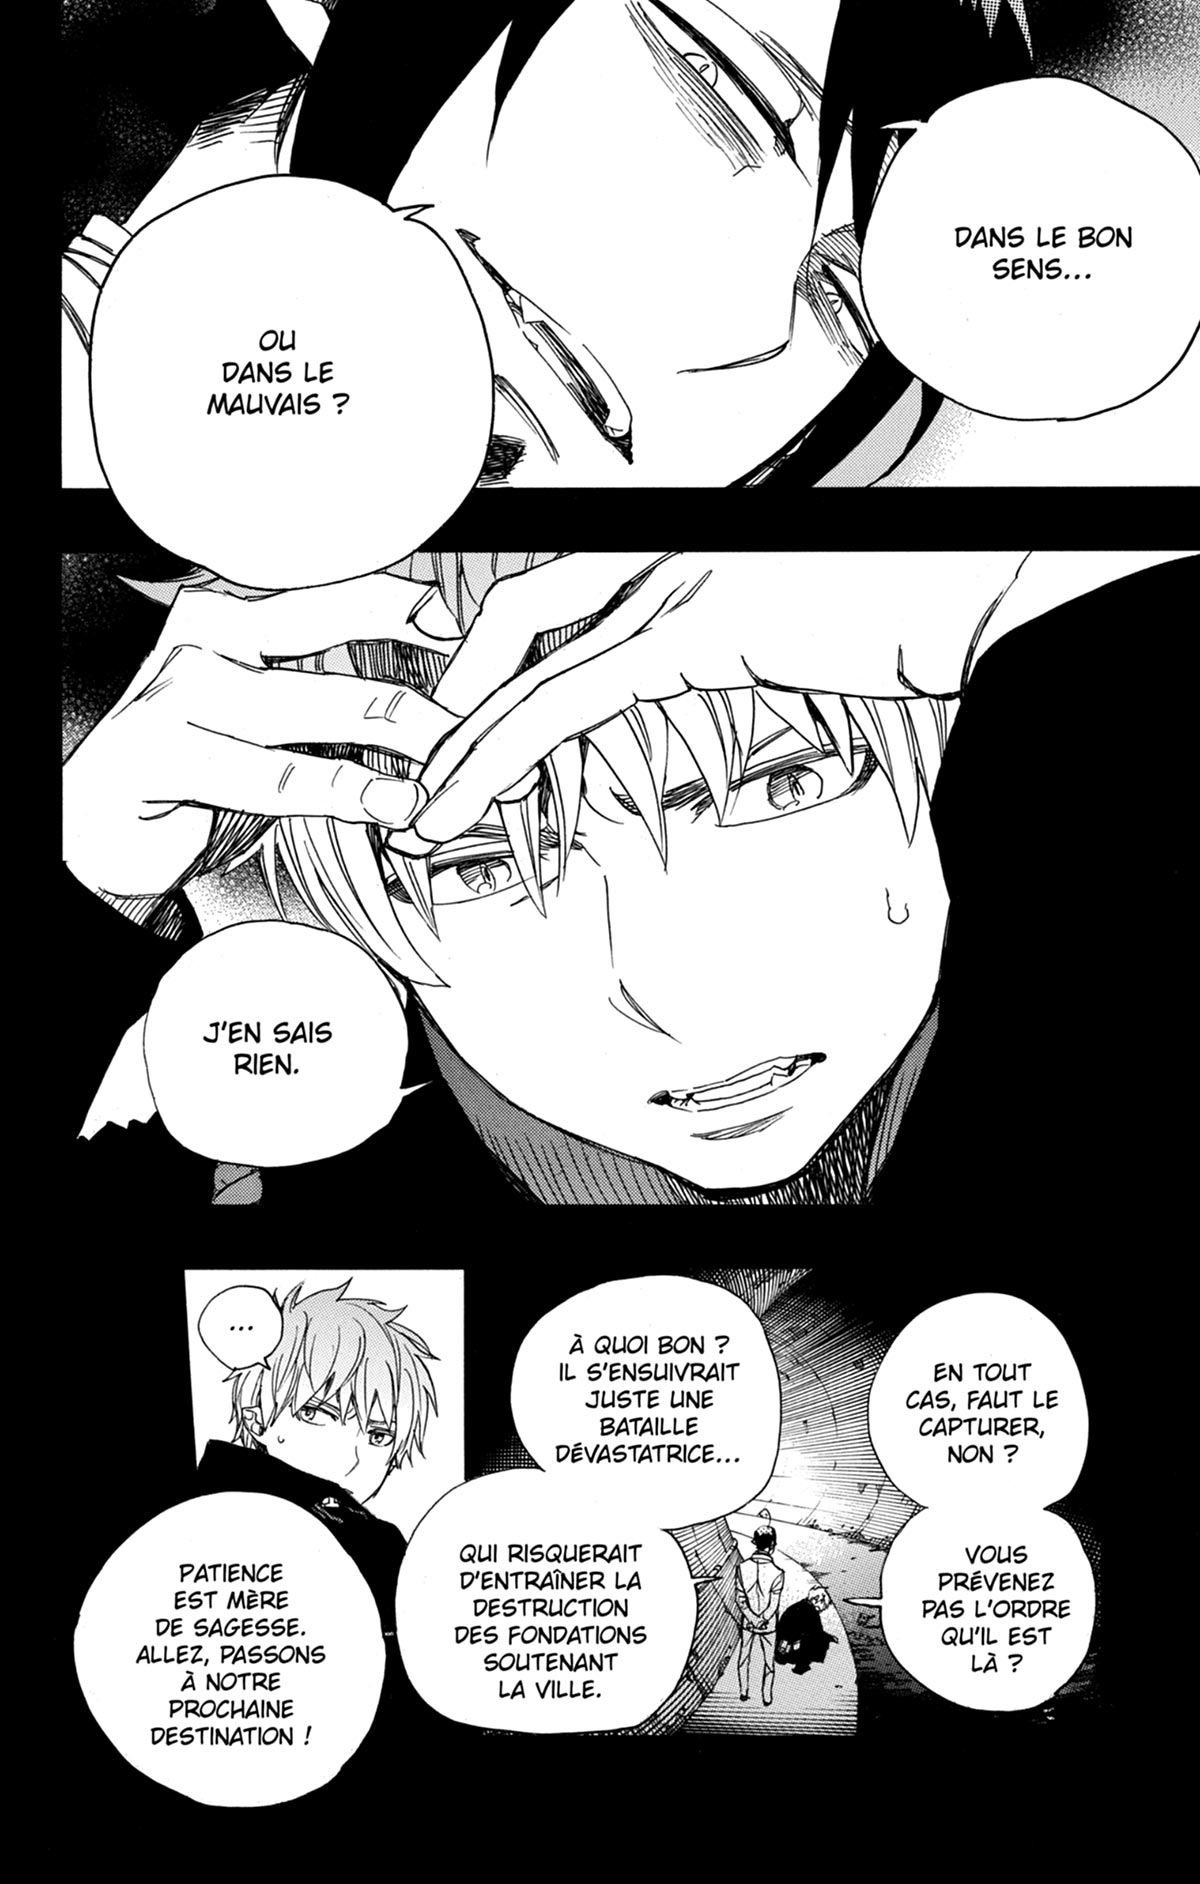 DANS LE BON
SENS...
OU
DANS LE
MAUVAIS ?
J'EN SAIS
RIEN.
EN TOUT
CAS, FAUT LE
CAPTURER,
NON ?
VOUS
PRÉVENEZ
PAS L'ORDRE
QU'IL EST
LÀ ?
À QUOI BON ?
IL S'ENSUIVRAIT
JUSTE UNE
BATAILLE
DÉVASTATRICE...
QUI RISQUERAIT
D'ENTRAÎNER LA
DESTRUCTION
DES FONDATIONS
SOUTENANT
LA VILLE.
...
PATIENCE
EST MÈRE
DE SAGESSE.
ALLEZ, PASSONS
À NOTRE
PROCHAINE
DESTINATION !